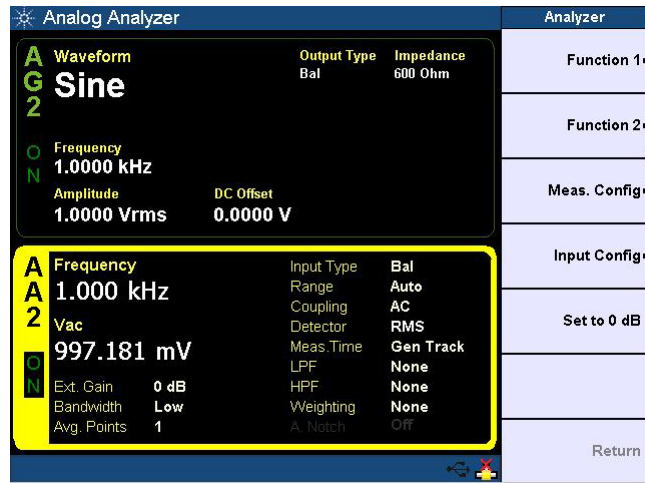 Analog Analyzer
Analyzer
AG2
ON
Waveform
Sine
Output Type Impedance
Bal 600 Ohm
Frequency
1.0000 kHz
Amplitude DC Offset
1.0000 Vrms 0.0000 V
AA2
ON
Frequency
1.000 kHz
Vac
997.181 mV
Ext. Gain 0 dB
Bandwidth Low
Avg. Points 1
Input Type Bal
Range Auto
Coupling AC
Detector RMS
Meas.Time Gen Track
LPF None
HPF None
Weighting None
A. Notch Off
Function 1
Function 2
Meas. Config
Input Config
Set to 0 dB
Return